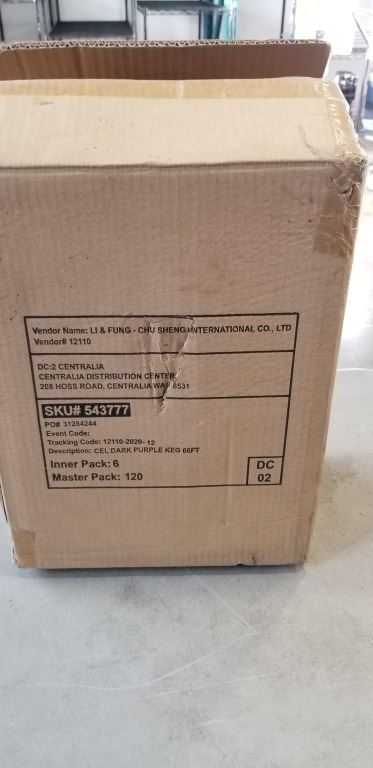 Vendor Name: LI & FUNG - CHU SHENG INTERNATIONAL CO., LTD
Vendor# 12110
DC:2 CENTRALIA
CENTRALIA DISTRIBUTION CENTER
208 HOSS ROAD, CENTRALIA WA 98531
SKU# 543777
PO# 31284244
Event Code:
Tracking Code: 12110-2020-12
Description: CEL DARK PURPLE KEG 66FT
Inner Pack: 6
Master Pack: 120
DC
02